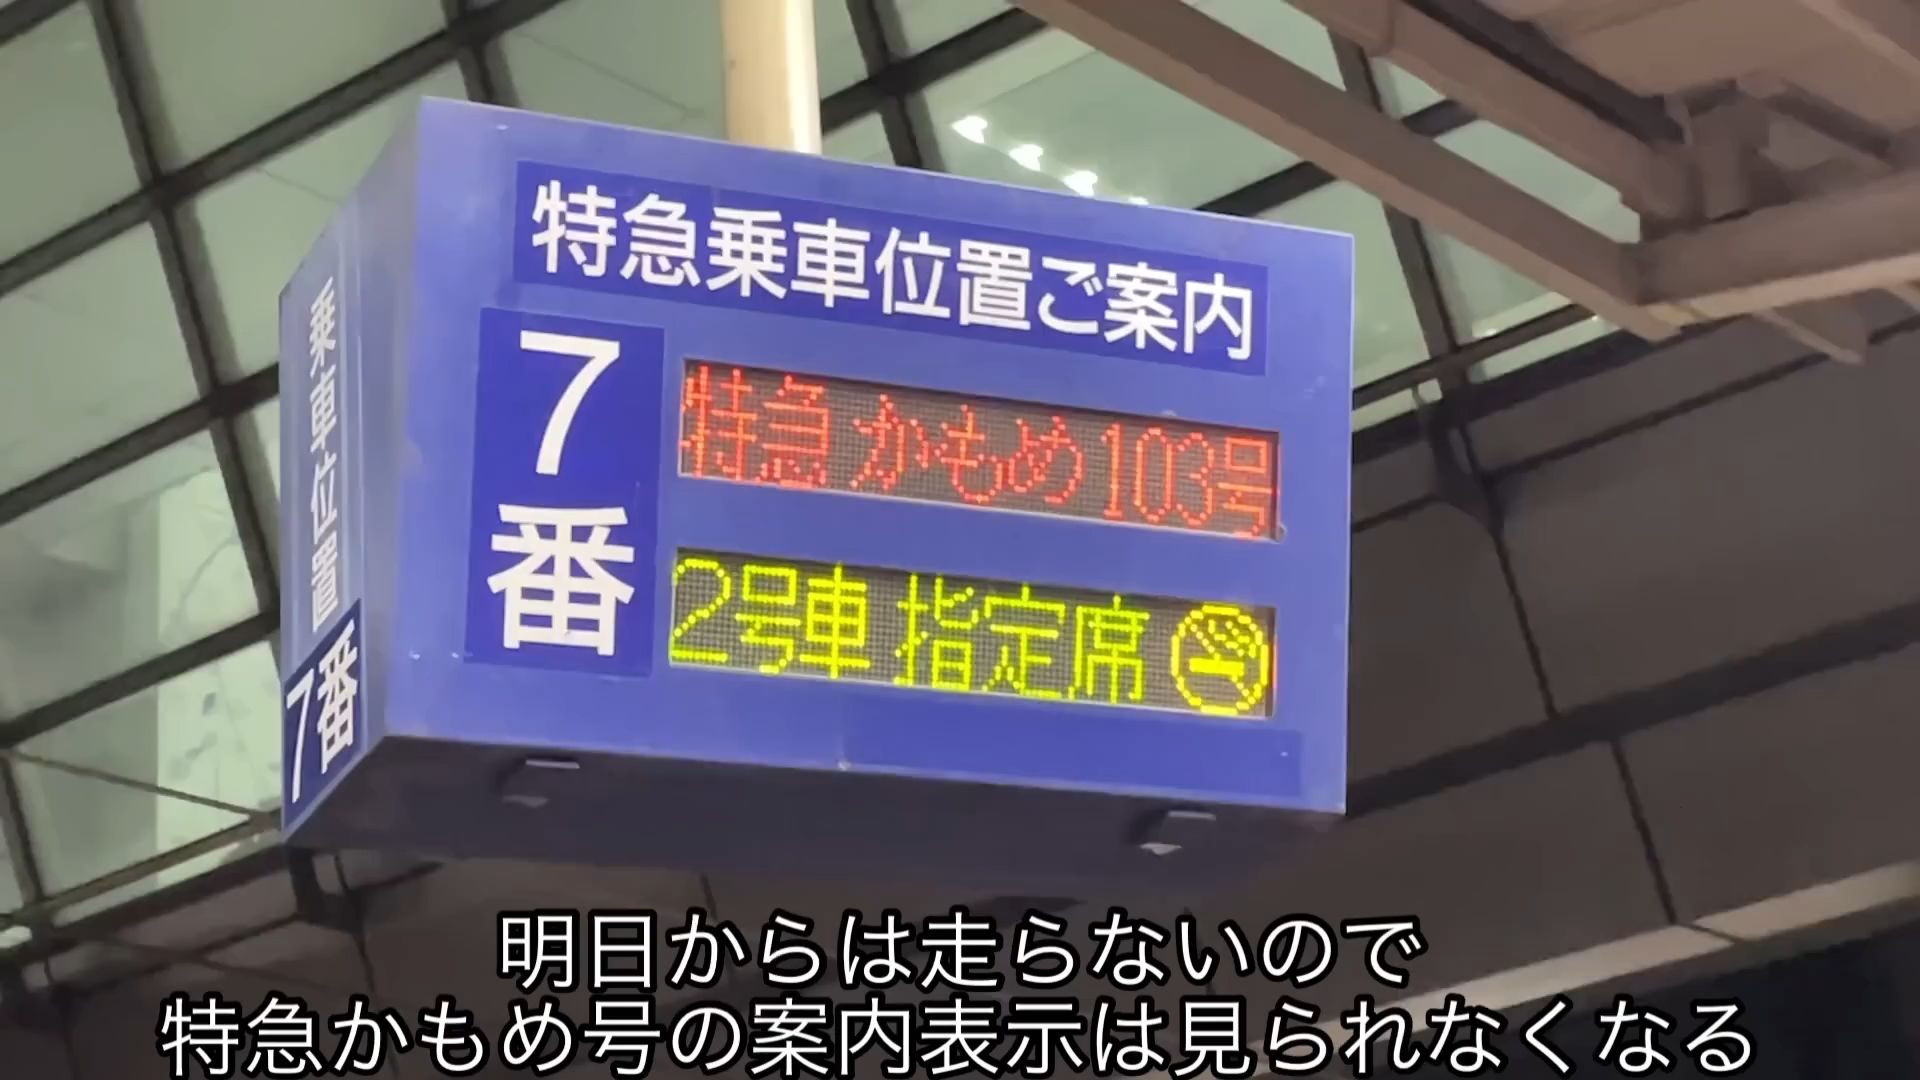 特急乗車位置ご案内
7番
特急 かもめ103号
2号車 指定席
乗車位置
7番
明日からは走らないので
特急かもめ号の案内表示は見られなくなる